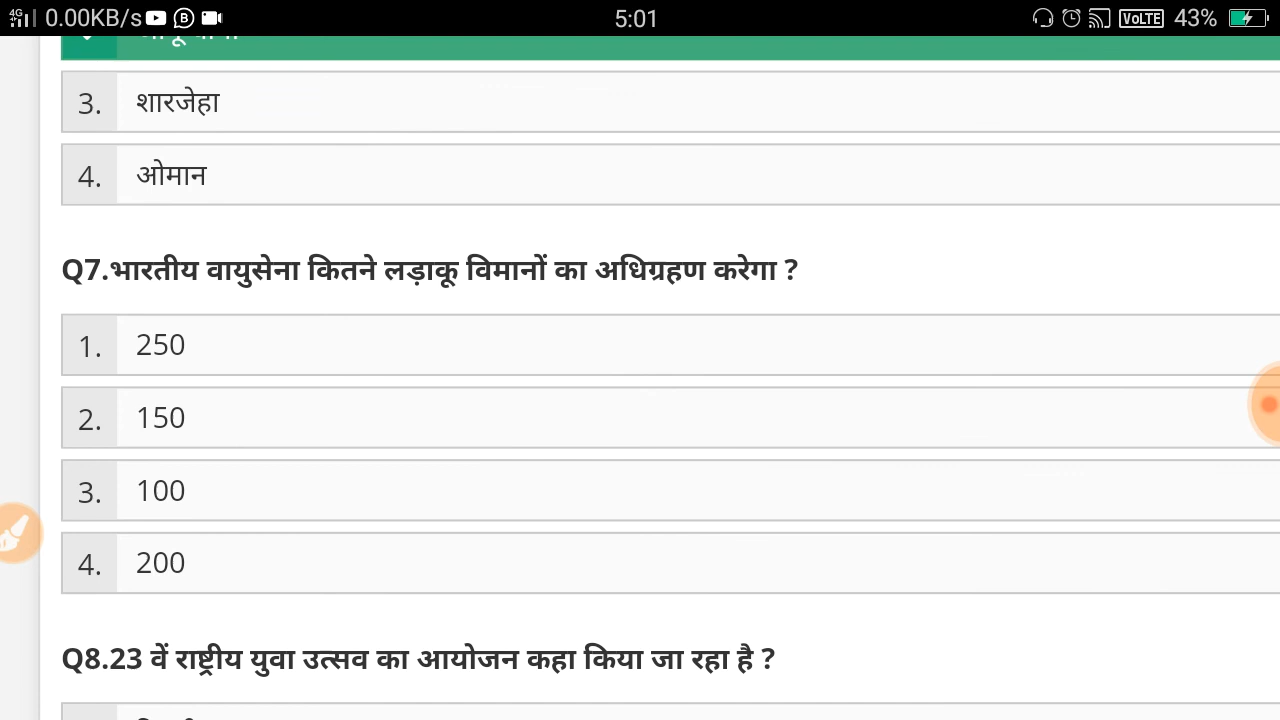 4G 0.00KB/s B 5:01 VoLTE 43%
3. शारजेहा
4. ओमान
Q7.भारतीय वायुसेना कितने लड़ाकू विमानों का अधिग्रहण करेगा ?
1. 250
2. 150
3. 100
4. 200
Q8.23 वें राष्ट्रीय युवा उत्सव का आयोजन कहा किया जा रहा है ?